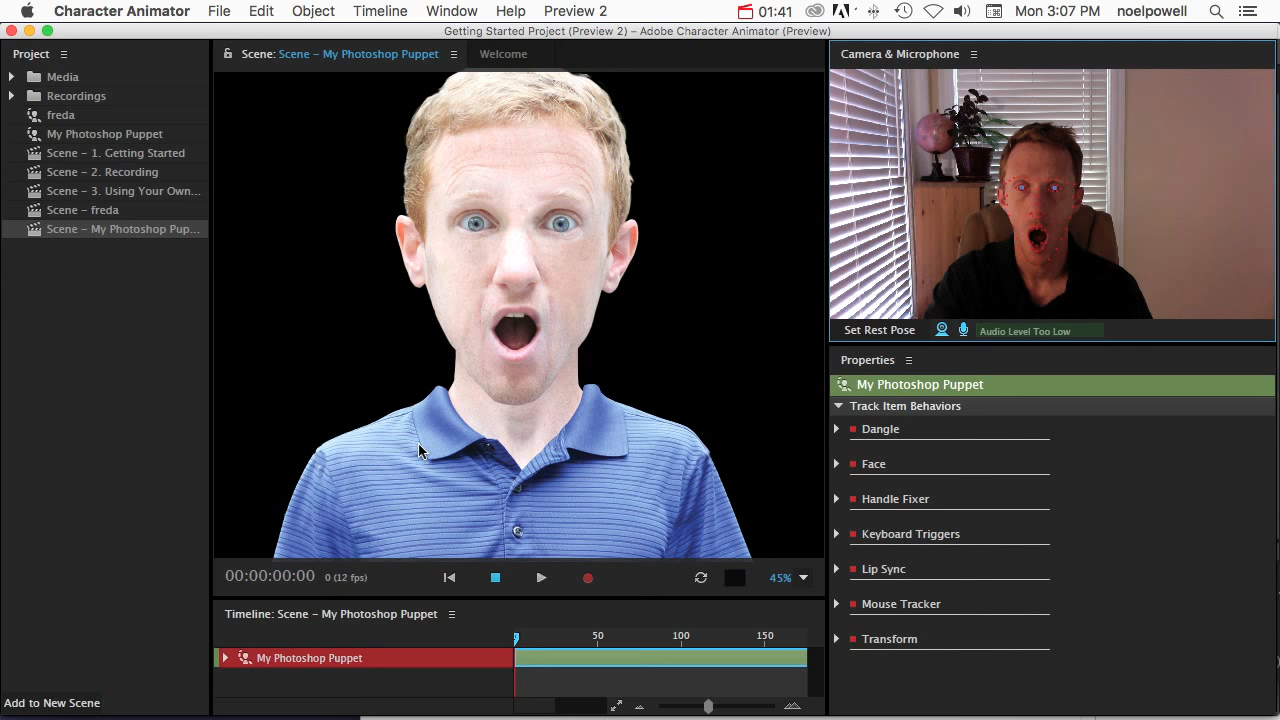 Character Animator File Edit Object Timeline Window Help Preview 2 01:41 Mon 3:07 PM noelpowell
Getting Started Project (Preview 2) – Adobe Character Animator (Preview)
Project
Media
Recordings
freda
My Photoshop Puppet
Scene – 1. Getting Started
Scene – 2. Recording
Scene – 3. Using Your Own...
Scene – freda
Scene – My Photoshop Pup...
Add to New Scene
Scene: Scene – My Photoshop Puppet Welcome
00:00:00:00 0 (12 fps) 45%
Timeline: Scene – My Photoshop Puppet
50 100 150
My Photoshop Puppet
Camera & Microphone
Set Rest Pose Audio Level Too Low
Properties
My Photoshop Puppet
Track Item Behaviors
Dangle
Face
Handle Fixer
Keyboard Triggers
Lip Sync
Mouse Tracker
Transform